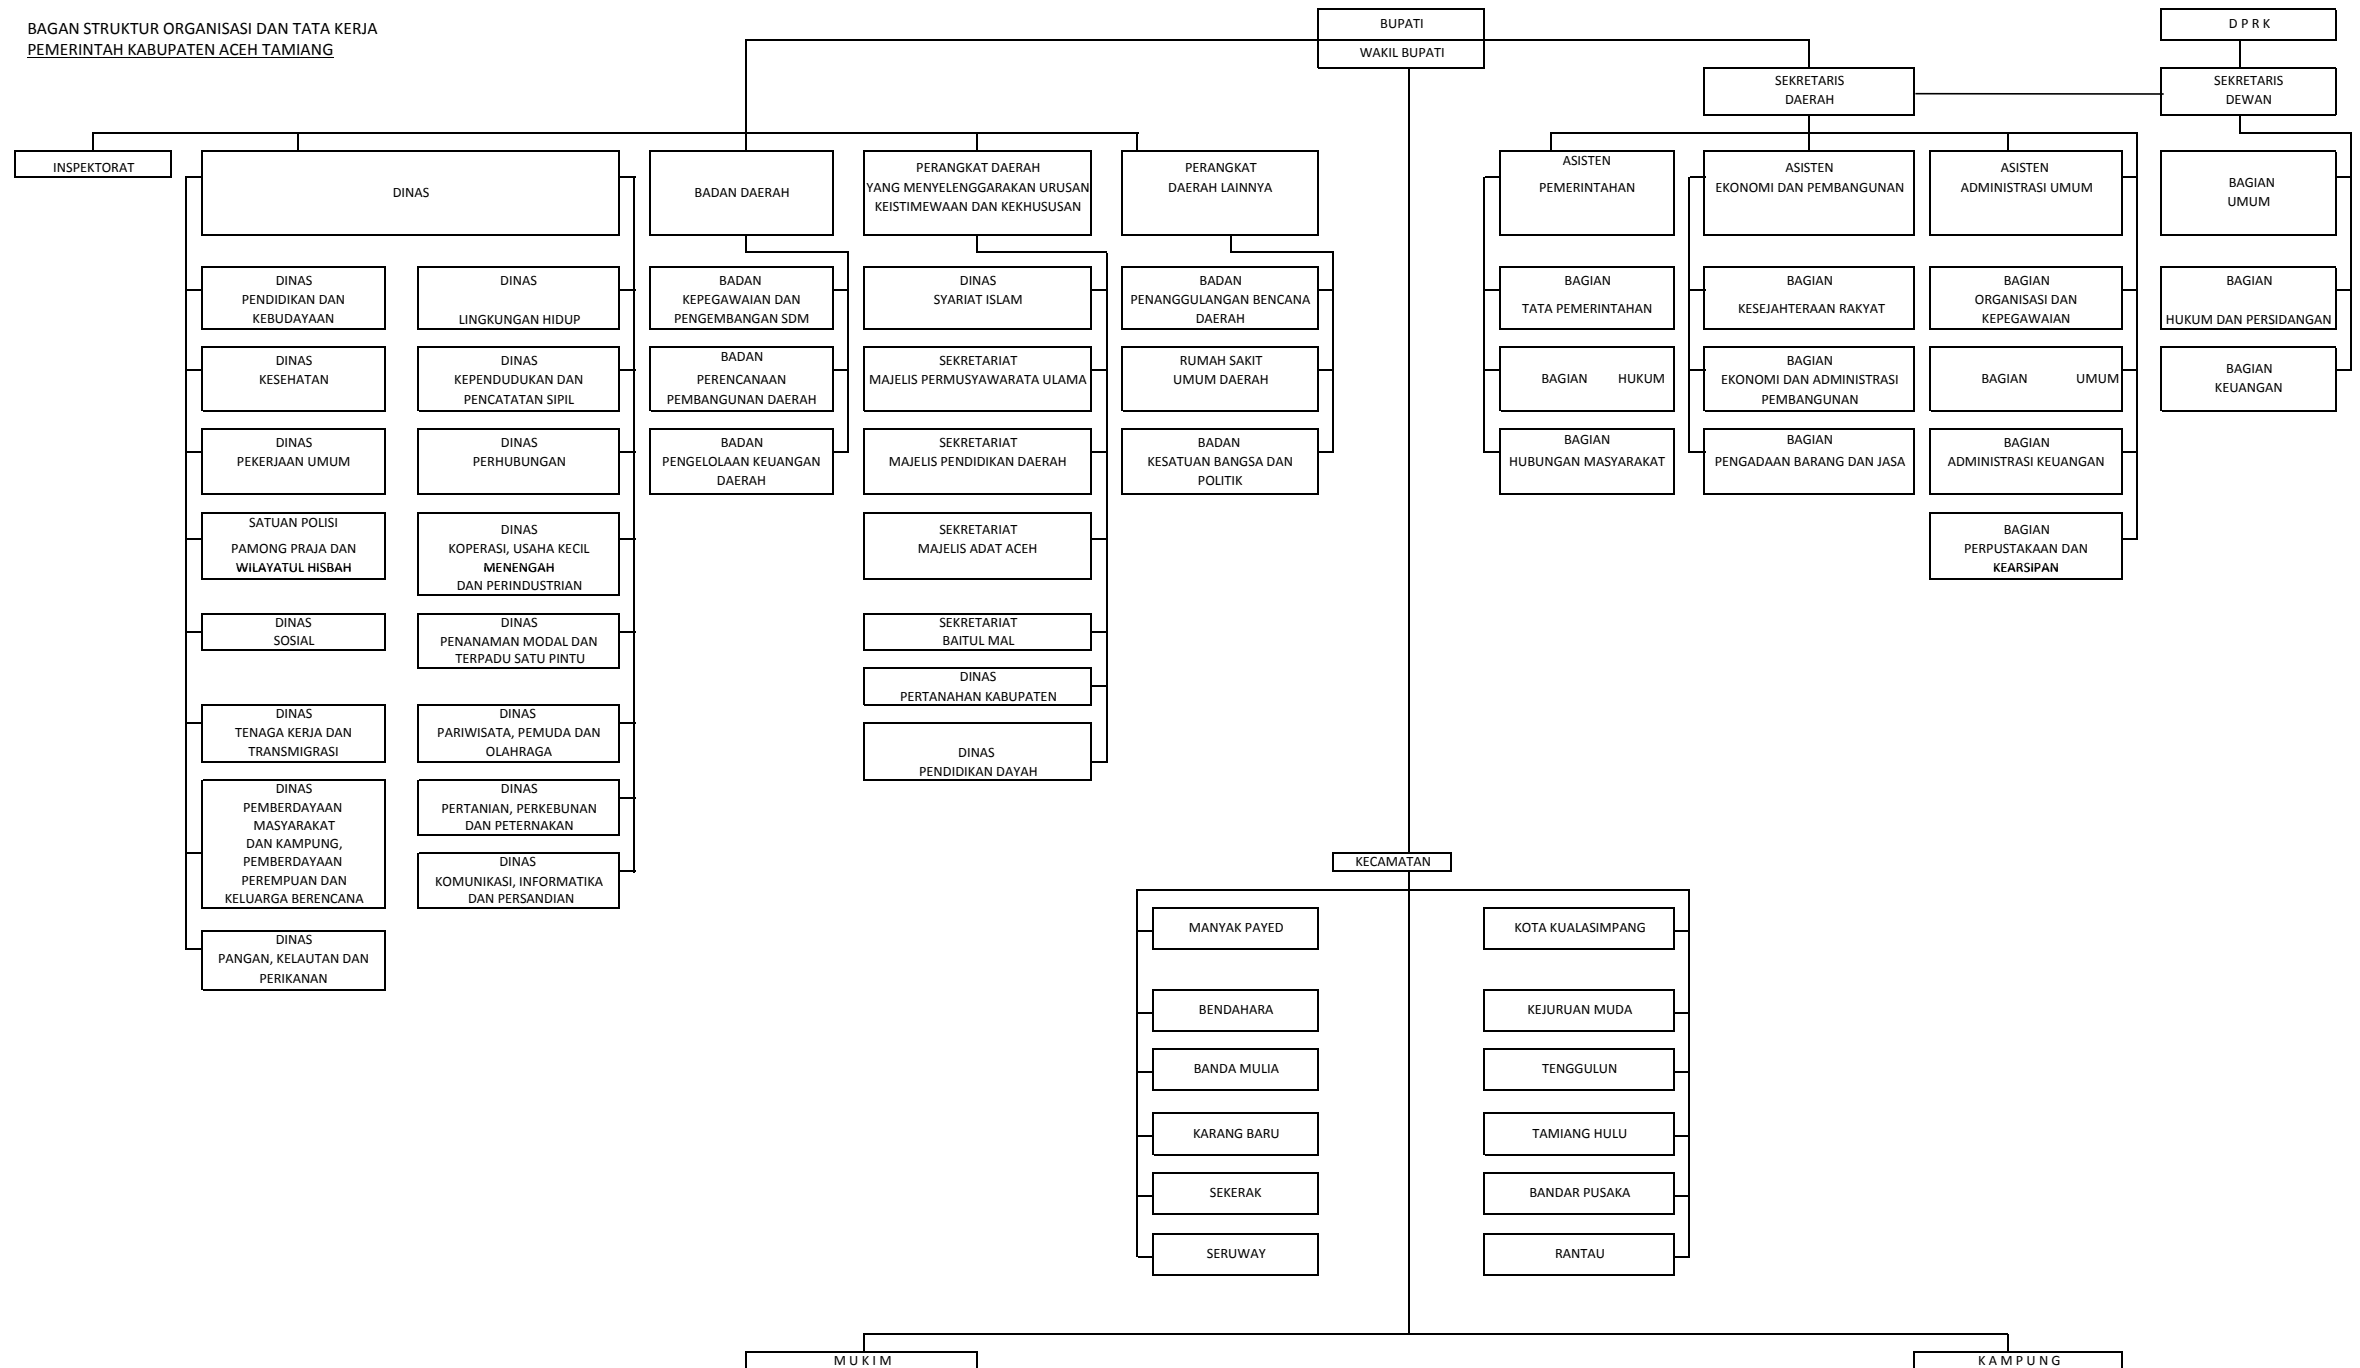 BAGAN STRUKTUR ORGANISASI DAN TATA KERJA
PEMERINTAH KABUPATEN ACEH TAMIANG
BUPATI
WAKIL BUPATI
D P R K
SEKRETARIS
DAERAH
SEKRETARIS
DEWAN
INSPEKTORAT
DINAS
BADAN DAERAH
PERANGKAT DAERAH
YANG MENYELENGGARAKAN URUSAN
KEISTIMEWAAN DAN KEKHUSUSAN
PERANGKAT
DAERAH LAINNYA
ASISTEN
PEMERINTAHAN
ASISTEN
EKONOMI DAN PEMBANGUNAN
ASISTEN
ADMINISTRASI UMUM
BAGIAN
UMUM
DINAS
PENDIDIKAN DAN
KEBUDAYAAN
DINAS
LINGKUNGAN HIDUP
BADAN
KEPEGAWAIAN DAN
PENGEMBANGAN SDM
DINAS
SYARIAT ISLAM
BADAN
PENANGGULANGAN BENCANA
DAERAH
BAGIAN
TATA PEMERINTAHAN
BAGIAN
KESEJAHTERAAN RAKYAT
BAGIAN
ORGANISASI DAN
KEPEGAWAIAN
BAGIAN
HUKUM DAN PERSIDANGAN
DINAS
KESEHATAN
DINAS
KEPENDUDUKAN DAN
PENCATATAN SIPIL
BADAN
PERENCANAAN
PEMBANGUNAN DAERAH
SEKRETARIAT
MAJELIS PERMUSYAWARATA ULAMA
RUMAH SAKIT
UMUM DAERAH
BAGIAN HUKUM
BAGIAN
EKONOMI DAN ADMINISTRASI
PEMBANGUNAN
BAGIAN UMUM
BAGIAN
KEUANGAN
DINAS
PEKERJAAN UMUM
DINAS
PERHUBUNGAN
BADAN
PENGELOLAAN KEUANGAN
DAERAH
SEKRETARIAT
MAJELIS PENDIDIKAN DAERAH
BADAN
KESATUAN BANGSA DAN
POLITIK
BAGIAN
HUBUNGAN MASYARAKAT
BAGIAN
PENGADAAN BARANG DAN JASA
BAGIAN
ADMINISTRASI KEUANGAN
SATUAN POLISI
PAMONG PRAJA DAN
WILAYATUL HISBAH
DINAS
KOPERASI, USAHA KECIL
MENENGAH
DAN PERINDUSTRIAN
SEKRETARIAT
MAJELIS ADAT ACEH
BAGIAN
PERPUSTAKAAN DAN
KEARSIPAN
DINAS
SOSIAL
DINAS
PENANAMAN MODAL DAN
TERPADU SATU PINTU
SEKRETARIAT
BAITUL MAL
DINAS
PERTANAHAN KABUPATEN
DINAS
TENAGA KERJA DAN
TRANSMIGRASI
DINAS
PARIWISATA, PEMUDA DAN
OLAHRAGA
DINAS
PENDIDIKAN DAYAH
DINAS
PEMBERDAYAAN
MASYARAKAT
DAN KAMPUNG,
PEMBERDAYAAN
PEREMPUAN DAN
KELUARGA BERENCANA
DINAS
PERTANIAN, PERKEBUNAN
DAN PETERNAKAN
DINAS
KOMUNIKASI, INFORMATIKA
DAN PERSANDIAN
KECAMATAN
DINAS
PANGAN, KELAUTAN DAN
PERIKANAN
MANYAK PAYED
KOTA KUALASIMPANG
BENDAHARA
KEJURUAN MUDA
BANDA MULIA
TENGGULUN
KARANG BARU
TAMIANG HULU
SEKERAK
BANDAR PUSAKA
SERUWAY
RANTAU
M U K I M
K A M P U N G